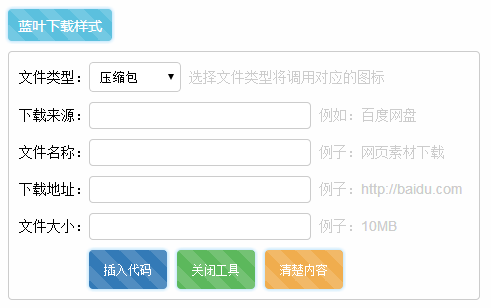 蓝叶下载样式
文件类型： 压缩包 选择文件类型将调用对应的图标
下载来源： 例如：百度网盘
文件名称： 例子：网页素材下载
下载地址： 例子：http://baidu.com
文件大小： 例子：10MB
插入代码 关闭工具 清楚内容